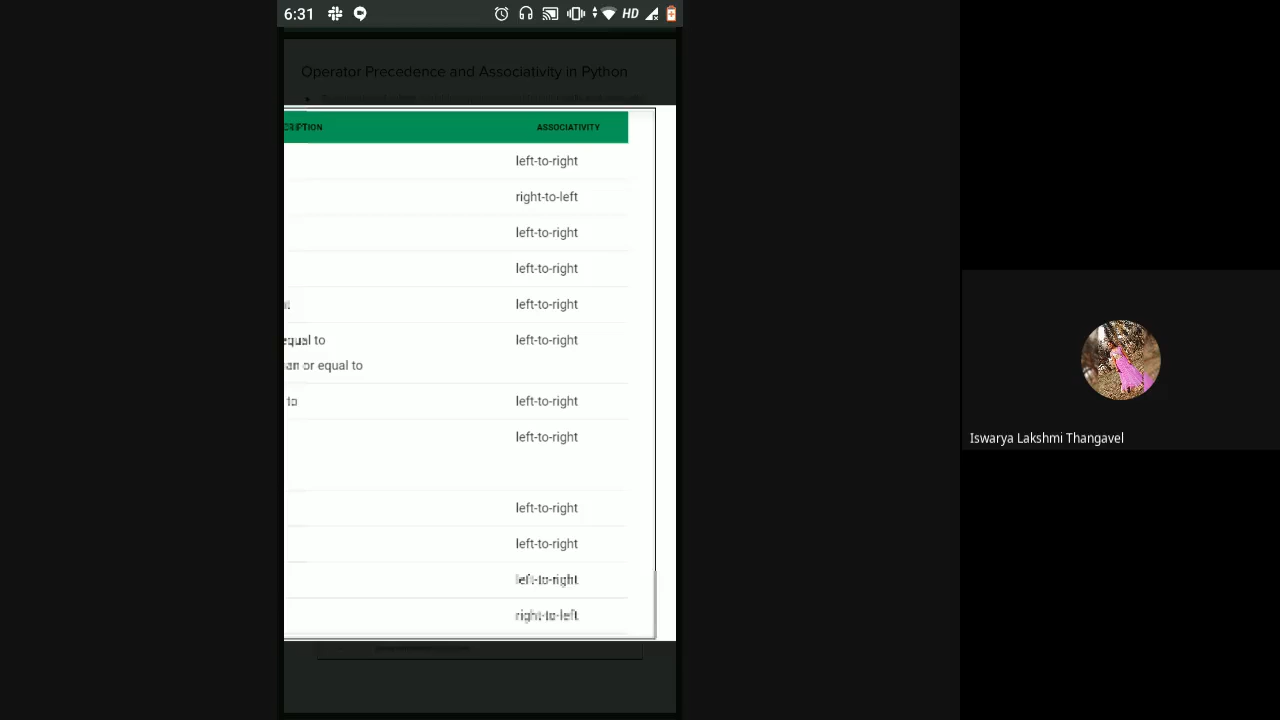 6:31
HD
Operator Precedence and Associativity in Python
ASSOCIATIVITY
left-to-right
right-to-left
left-to-right
left-to-right
left-to-right
equal to left-to-right
or equal to
to left-to-right
left-to-right
left-to-right
left-to-right
left-to-right
right-to-left
Iswarya Lakshmi Thangavel